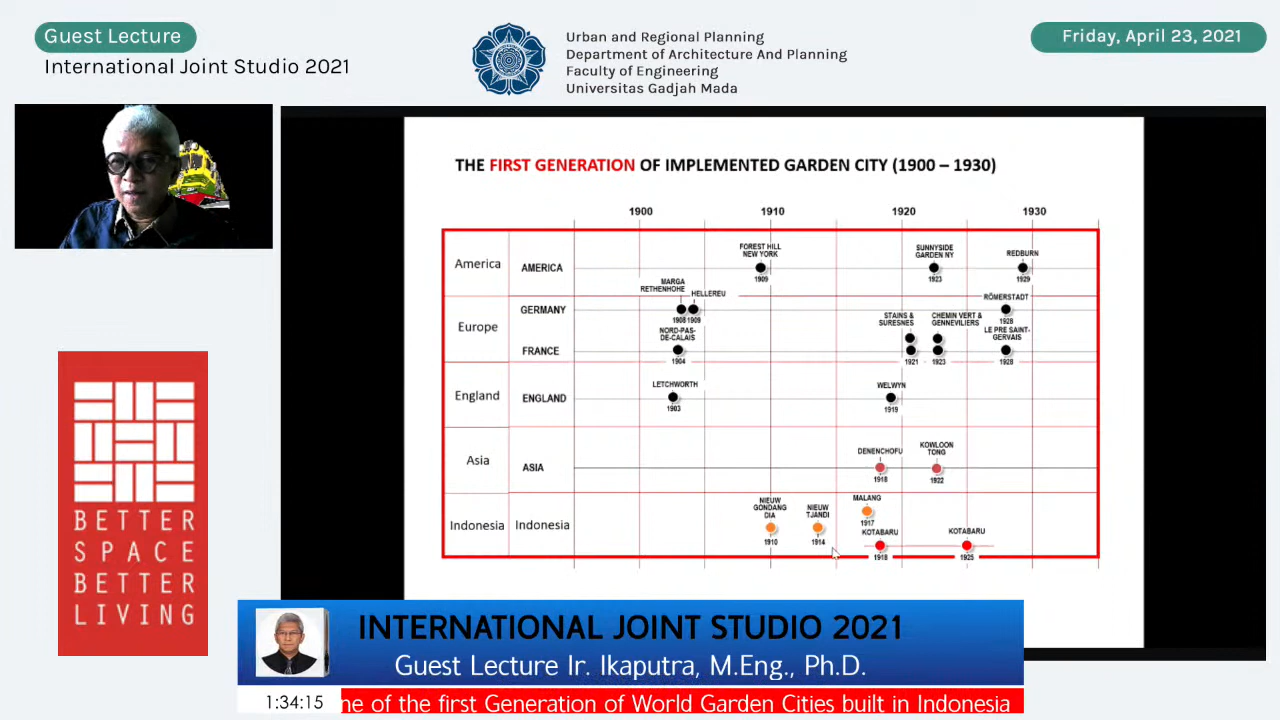 Guest Lecture
International Joint Studio 2021
Urban and Regional Planning
Department of Architecture And Planning
Faculty of Engineering
Universitas Gadjah Mada
Friday, April 23, 2021
THE FIRST GENERATION OF IMPLEMENTED GARDEN CITY (1900 – 1930)
1900 1910 1920 1930
America
AMERICA
FOREST HILL
NEW YORK
1909
SUNNYSIDE
GARDEN NY
1923
REDBURN
1929
Europe
GERMANY
MARGA
RETHENHOHE
1908
HELLEREU
1909
RÖMERSTADT
1928
FRANCE
NORD-PAS-
DE-CALAIS
1904
STAINS &
SURESNES
1921
CHEMIN VERT &
GENNEVILIERS
1923
LE PRE SAINT-
GERVAIS
1928
England
ENGLAND
LETCHWORTH
1903
WELWYN
1919
Asia
ASIA
DENENCHOFU
1918
KOWLOON
TONG
1922
Indonesia
Indonesia
NIEUW
GONDANG
DIA
1910
NIEUW
TJANDI
1914
MALANG
1917
KOTABARU
1918
KOTABARU
1925
BETTER
SPACE
BETTER
LIVING
INTERNATIONAL JOINT STUDIO 2021
Guest Lecture Ir. Ikaputra, M.Eng., Ph.D.
1:34:15
ne of the first Generation of World Garden Cities built in Indonesia